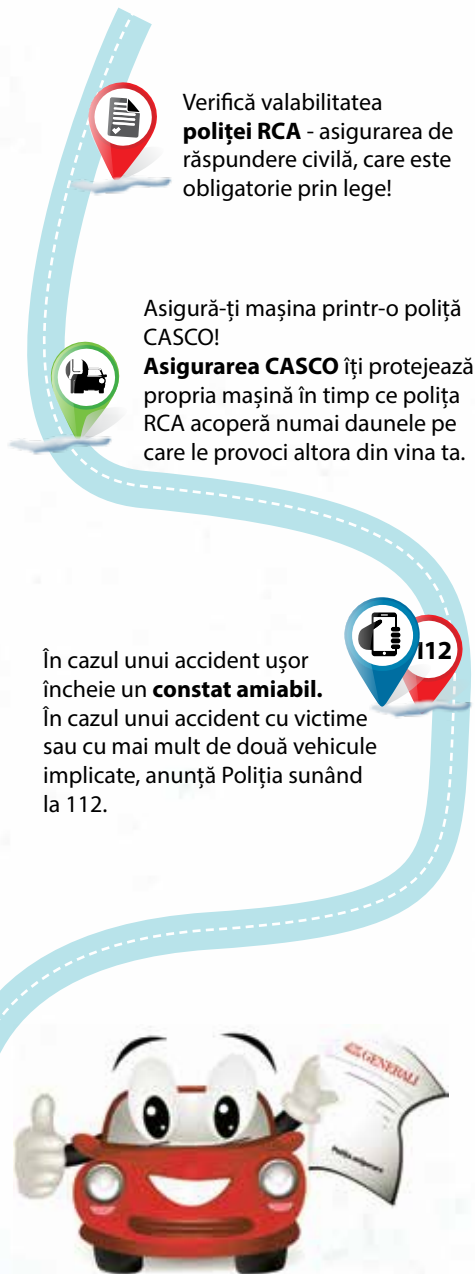 Verifică valabilitatea
poliței RCA - asigurarea de
răspundere civilă, care este
obligatorie prin lege!
Asigură-ți mașina printr-o poliță
CASCO!
Asigurarea CASCO îți protejează
propria mașină în timp ce polița
RCA acoperă numai daunele pe
care le provoci altora din vina ta.
112
În cazul unui accident ușor
încheie un constat amiabil.
În cazul unui accident cu victime
sau cu mai mult de două vehicule
implicate, anunță Poliția sunând
la 112.
GENERALI
Polița asigurare